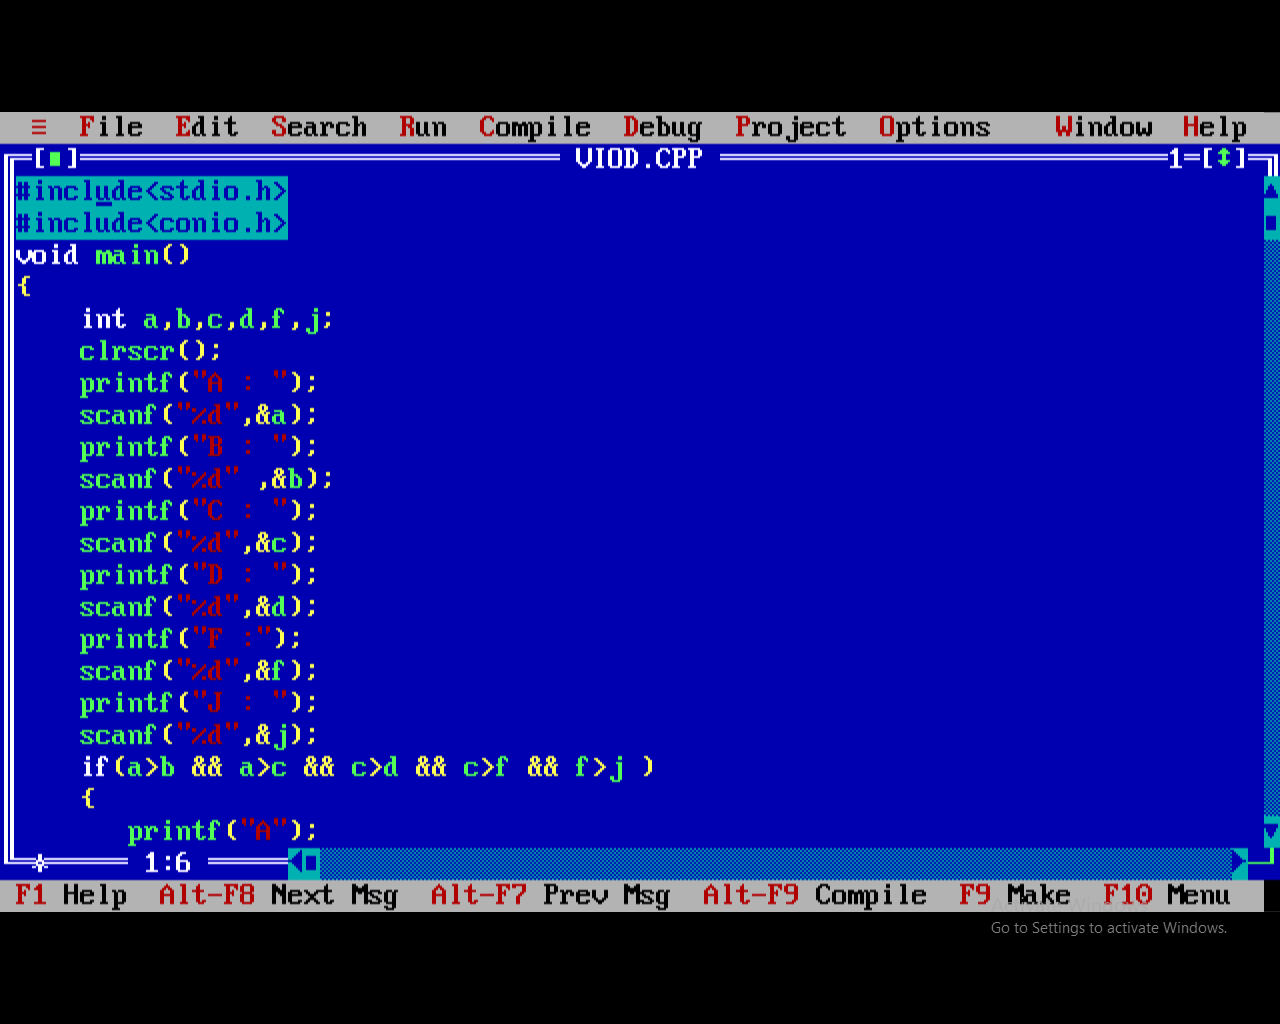 ≡ File Edit Search Run Compile Debug Project Options Window Help
[■] VIOD.CPP 1=[↕]
#include<stdio.h>
#include<conio.h>
void main()
{
int a,b,c,d,f,j;
clrscr();
printf("A : ");
scanf("%d",&a);
printf("B : ");
scanf("%d" ,&b);
printf("C : ");
scanf("%d",&c);
printf("D : ");
scanf("%d",&d);
printf("F :");
scanf("%d",&f);
printf("J : ");
scanf("%d",&j);
if(a>b && a>c && c>d && c>f && f>j )
{
printf("A");
1:6
F1 Help Alt-F8 Next Msg Alt-F7 Prev Msg Alt-F9 Compile F9 Make F10 Menu
Activate Windows
Go to Settings to activate Windows.